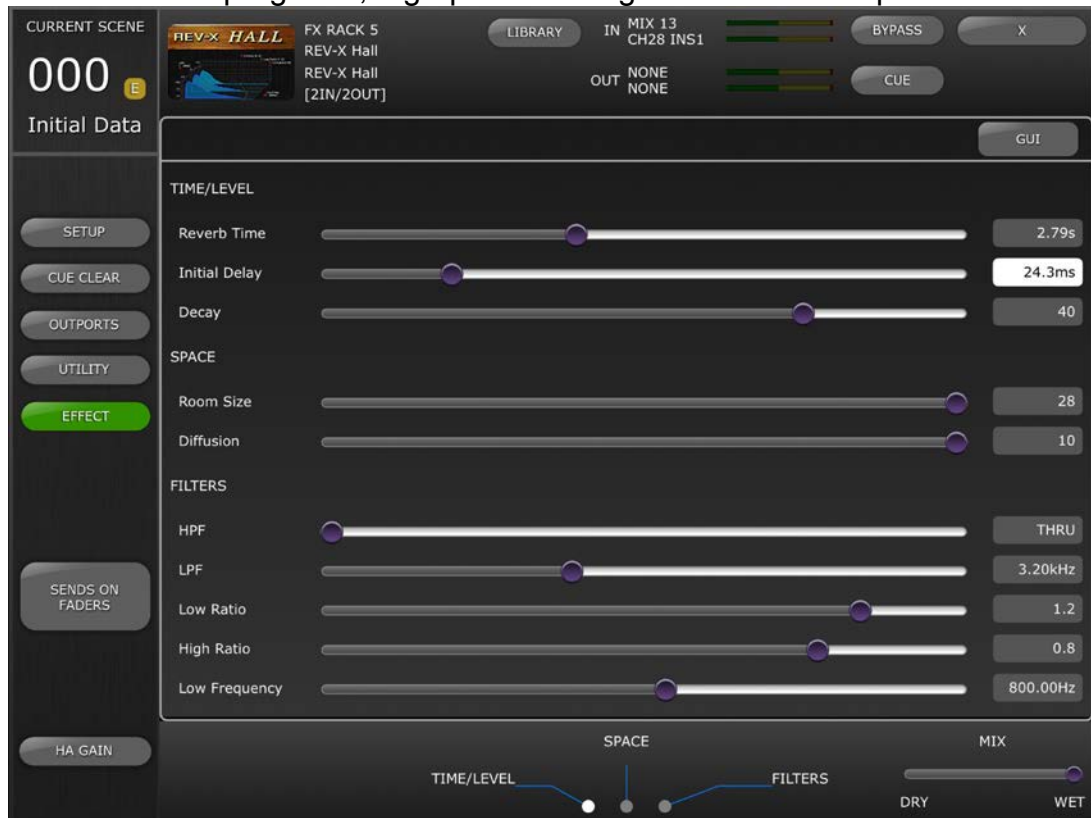 CURRENT SCENE
000 E
Initial Data
REV-X HALL
FX RACK 5
REV-X Hall
REV-X Hall
[2IN/2OUT]
LIBRARY
IN MIX 13
CH28 INS1
OUT NONE
NONE
BYPASS
X
CUE
GUI
SETUP
CUE CLEAR
OUTPORTS
UTILITY
EFFECT
SENDS ON
FADERS
HA GAIN
TIME/LEVEL
Reverb Time 2.79s
Initial Delay 24.3ms
Decay 40
SPACE
Room Size 28
Diffusion 10
FILTERS
HPF THRU
LPF 3.20kHz
Low Ratio 1.2
High Ratio 0.8
Low Frequency 800.00Hz
SPACE
TIME/LEVEL
FILTERS
MIX
DRY WET